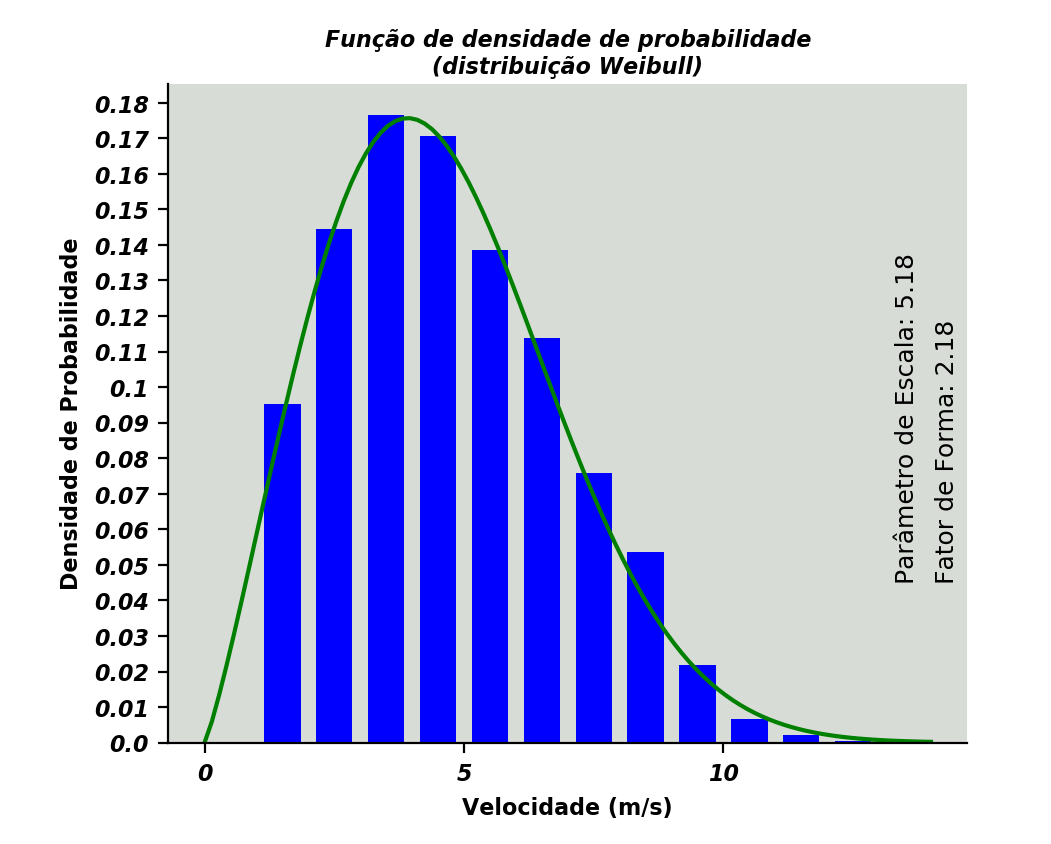 Função de densidade de probabilidade
(distribuição Weibull)
Densidade de Probabilidade
0.18
0.17
0.16
0.15
0.14
0.13
0.12
0.11
0.1
0.09
0.08
0.07
0.06
0.05
0.04
0.03
0.02
0.01
0.0
Parâmetro de Escala: 5.18
Fator de Forma: 2.18
0 5 10
Velocidade (m/s)